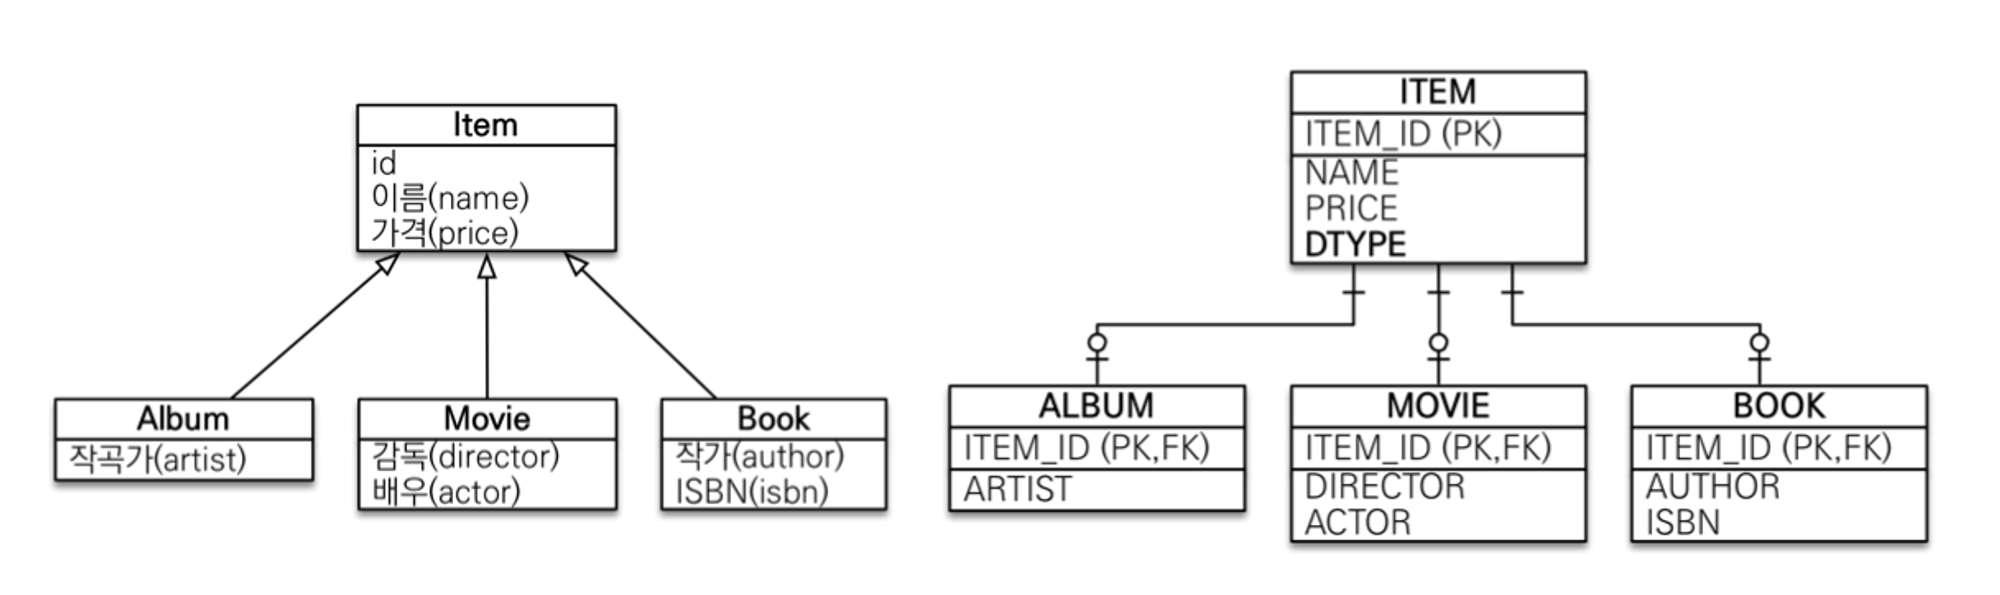 Item
id
이름(name)
가격(price)
Album
작곡가(artist)
Movie
감독(director)
배우(actor)
Book
작가(author)
ISBN(isbn)
ITEM
ITEM_ID (PK)
NAME
PRICE
DTYPE
ALBUM
ITEM_ID (PK,FK)
ARTIST
MOVIE
ITEM_ID (PK,FK)
DIRECTOR
ACTOR
BOOK
ITEM_ID (PK,FK)
AUTHOR
ISBN